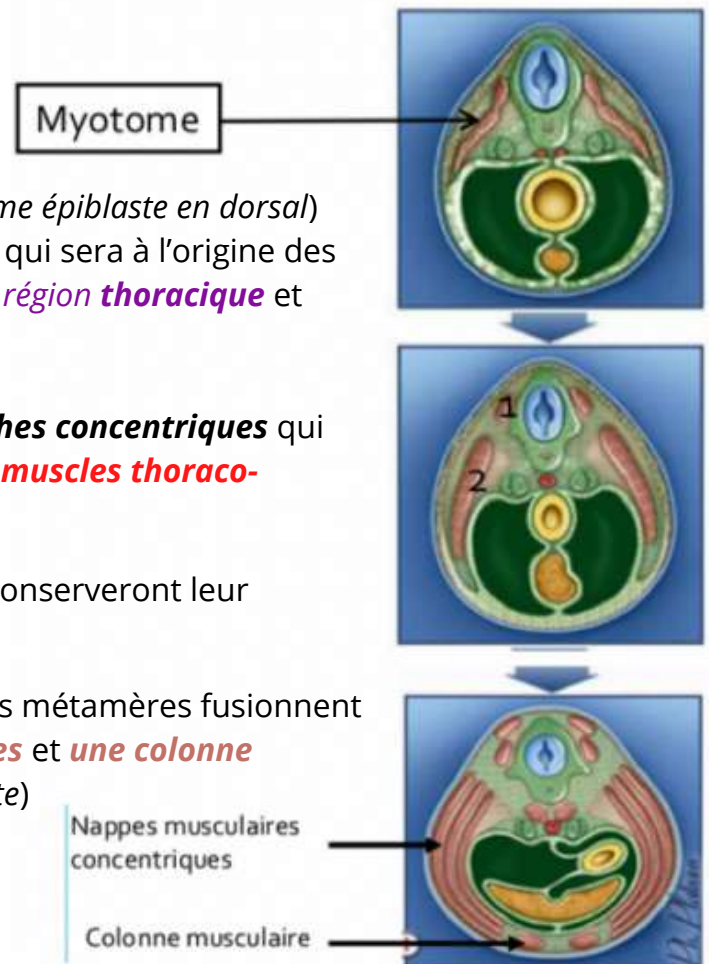 Myotome
me épiblaste en dorsal)
qui sera à l’origine des
région thoracique et
1
hes concentriques qui
2
muscles thoraco-
onserveront leur
s métamères fusionnent
es et une colonne
te)
Nappes musculaires
concentriques
Colonne musculaire